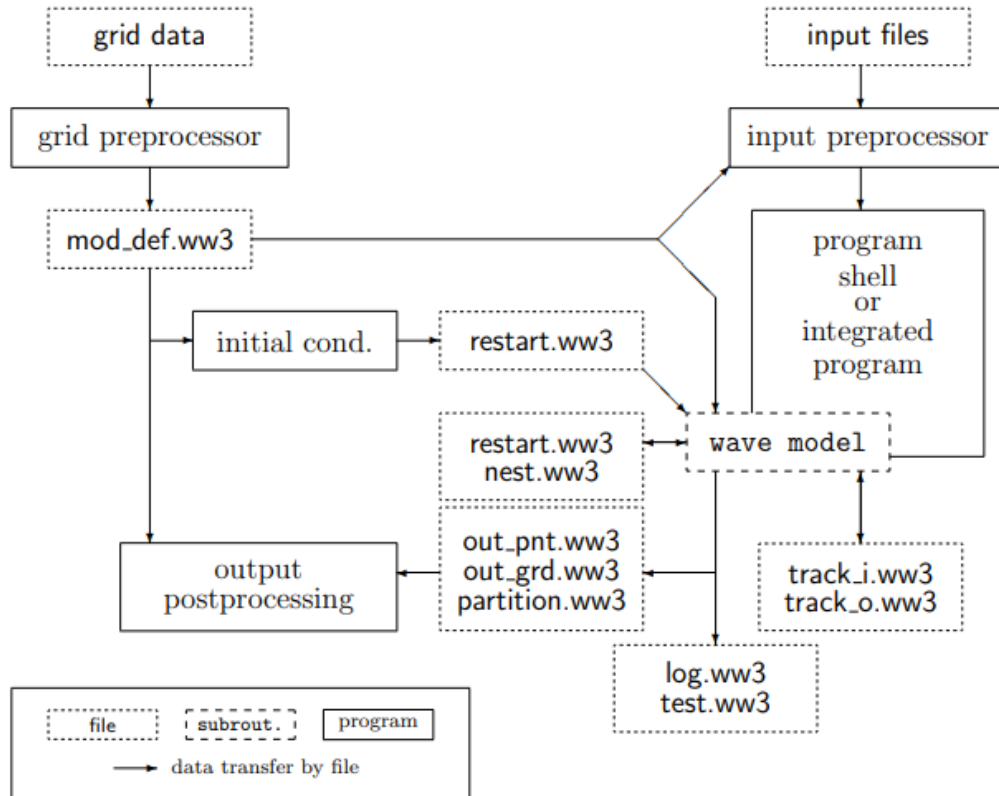 grid data
input files
grid preprocessor
input preprocessor
mod_def.ww3
program
shell
or
integrated
program
initial cond.
restart.ww3
restart.ww3
nest.ww3
wave model
out_pnt.ww3
out_grd.ww3
partition.ww3
output
postprocessing
track_i.ww3
track_o.ww3
log.ww3
test.ww3
file
subrout.
program
data transfer by file